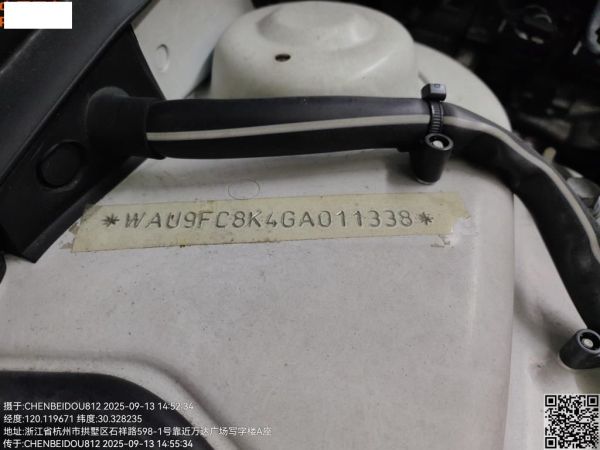 *WAU9FC8K4GA011338*
摄于:CHENBEIDOU812 2025-09-13 14:52:34
经度:120.119671 纬度:30.328235
地址:浙江省杭州市拱墅区石祥路598-1号靠近万达广场写字楼A座
传于:CHENBEIDOU812 2025-09-13 14:55:34